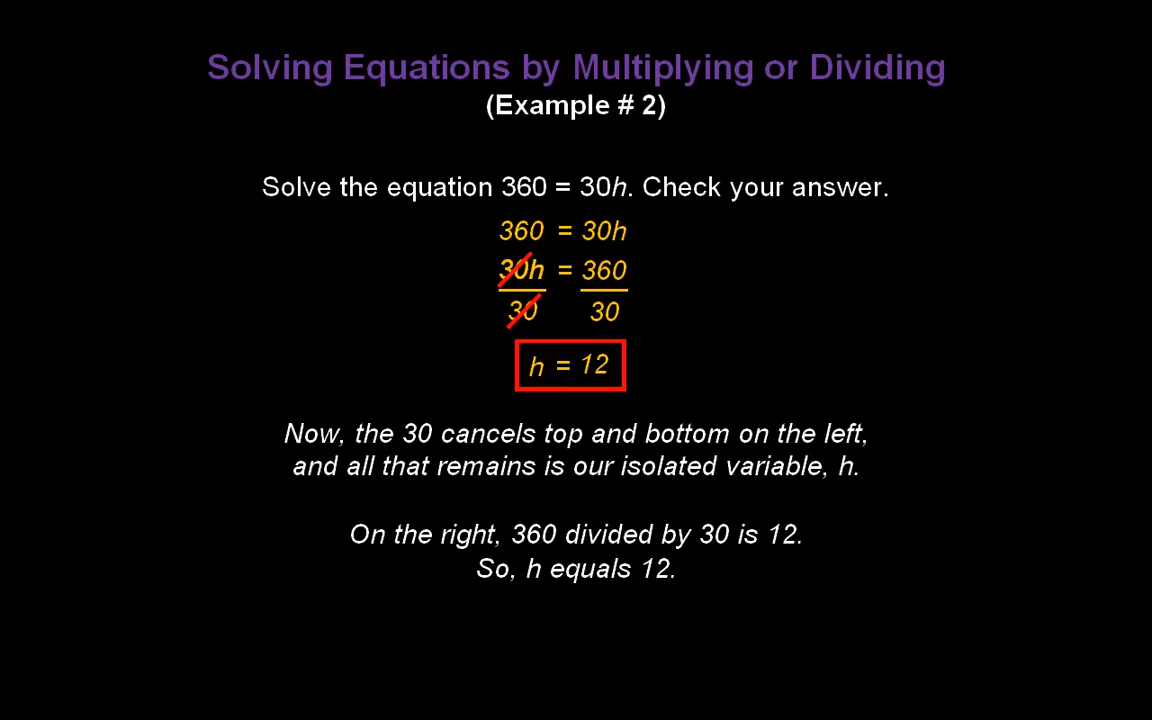 Solving Equations by Multiplying or Dividing
(Example # 2)
Solve the equation 360 = 30h. Check your answer.
360 = 30h
30h = 360
30 30
h = 12
Now, the 30 cancels top and bottom on the left,
and all that remains is our isolated variable, h.
On the right, 360 divided by 30 is 12.
So, h equals 12.